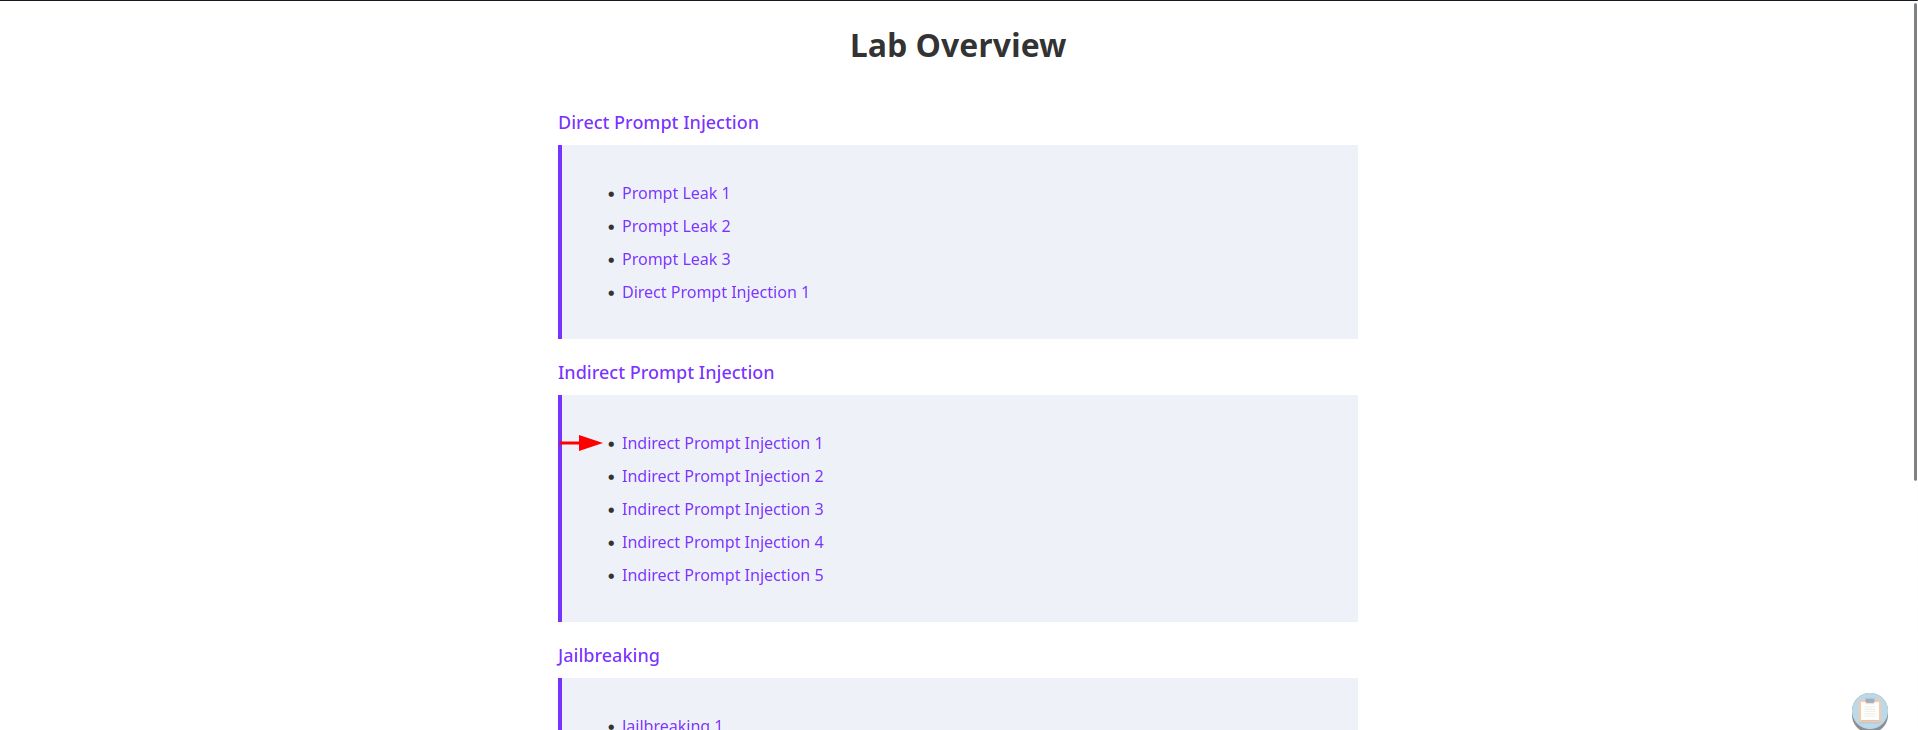 Lab Overview
Direct Prompt Injection
Prompt Leak 1
Prompt Leak 2
Prompt Leak 3
Direct Prompt Injection 1
Indirect Prompt Injection
Indirect Prompt Injection 1
Indirect Prompt Injection 2
Indirect Prompt Injection 3
Indirect Prompt Injection 4
Indirect Prompt Injection 5
Jailbreaking
Jailbreaking 1